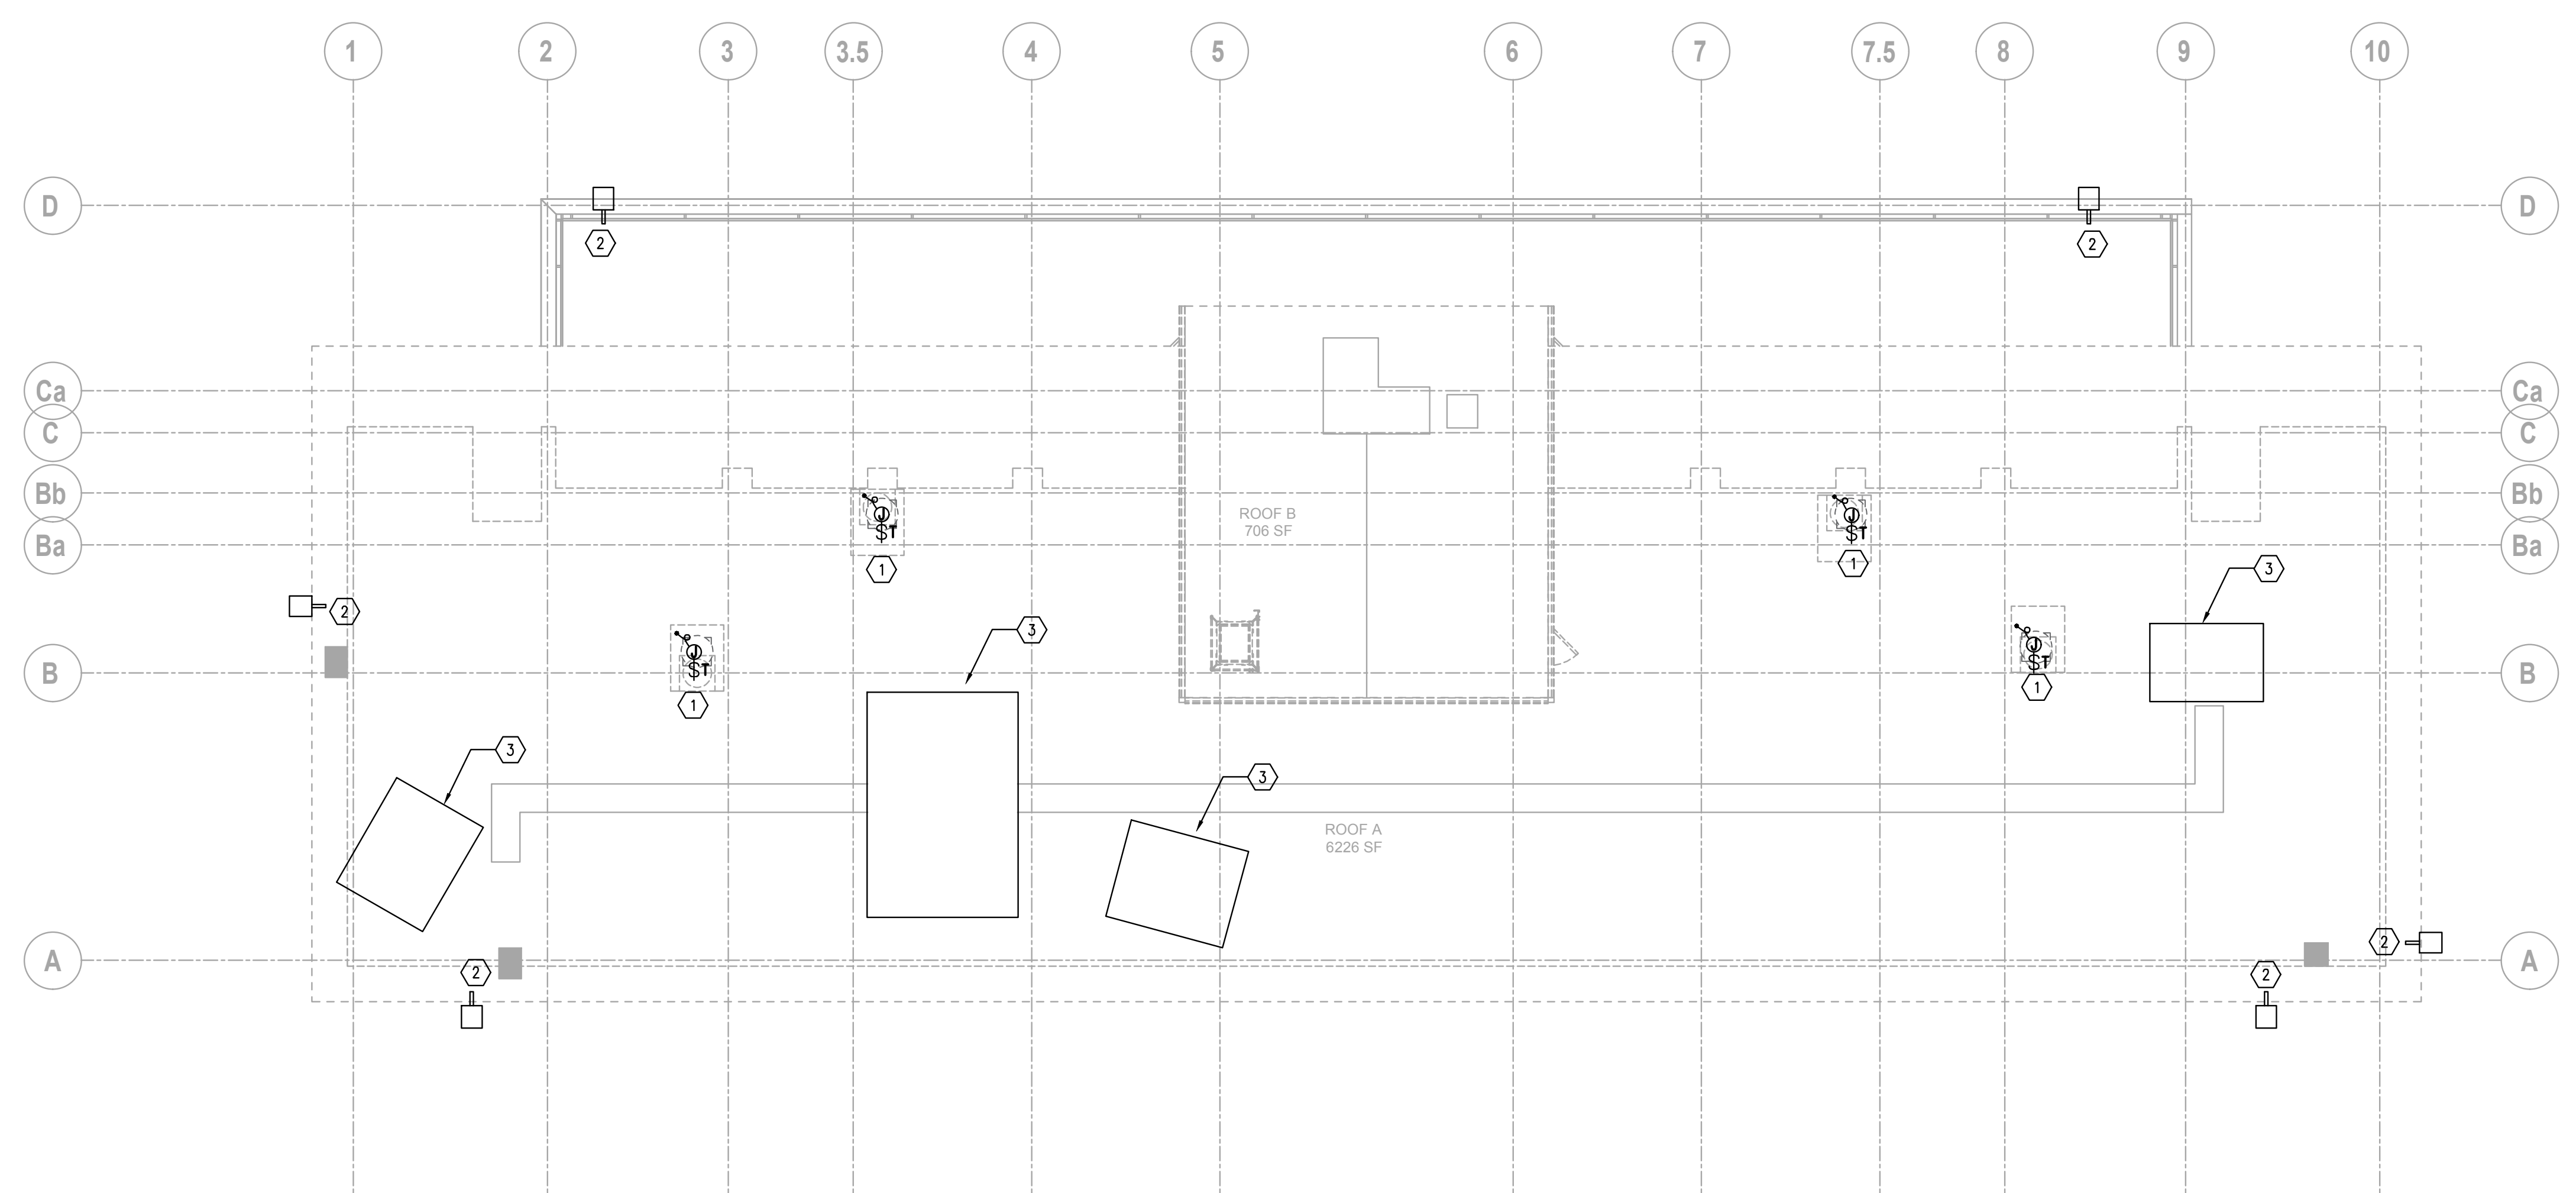 1 2 3 3.5 4 5 6 7 7.5 8 9 10
D D
2 2
Ca Ca
C C
Bb Bb
J J
ROOF B
706 SF
$T $T
Ba Ba
1 1
3
2
3
J J
$T $T
B B
1 1
3
3
ROOF A
6226 SF
2
A A
2 2